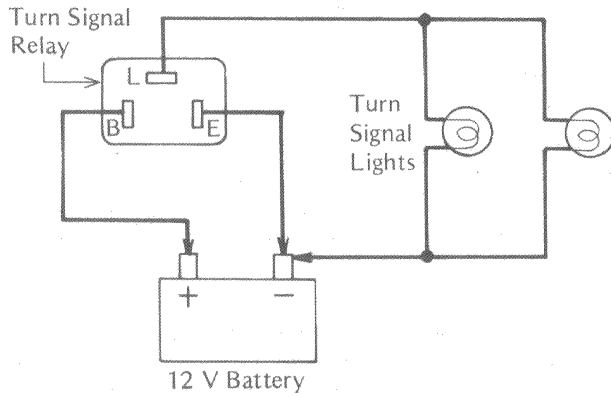 Turn Signal
Relay
L
B
E
Turn
Signal
Lights
+
−
12 V Battery